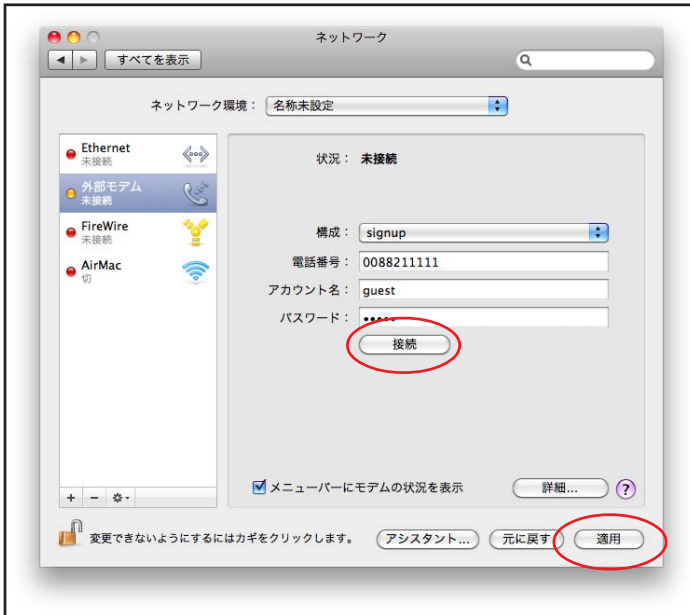 ネットワーク
すべてを表示
ネットワーク環境： 名称未設定
Ethernet
未接続
外部モデム
未接続
FireWire
未接続
AirMac
切
状況： 未接続
構成： signup
電話番号： 0088211111
アカウント名： guest
パスワード： •••••
接続
メニューバーにモデムの状況を表示
詳細...
?
変更できないようにするにはカギをクリックします。
アシスタント...
元に戻す
適用